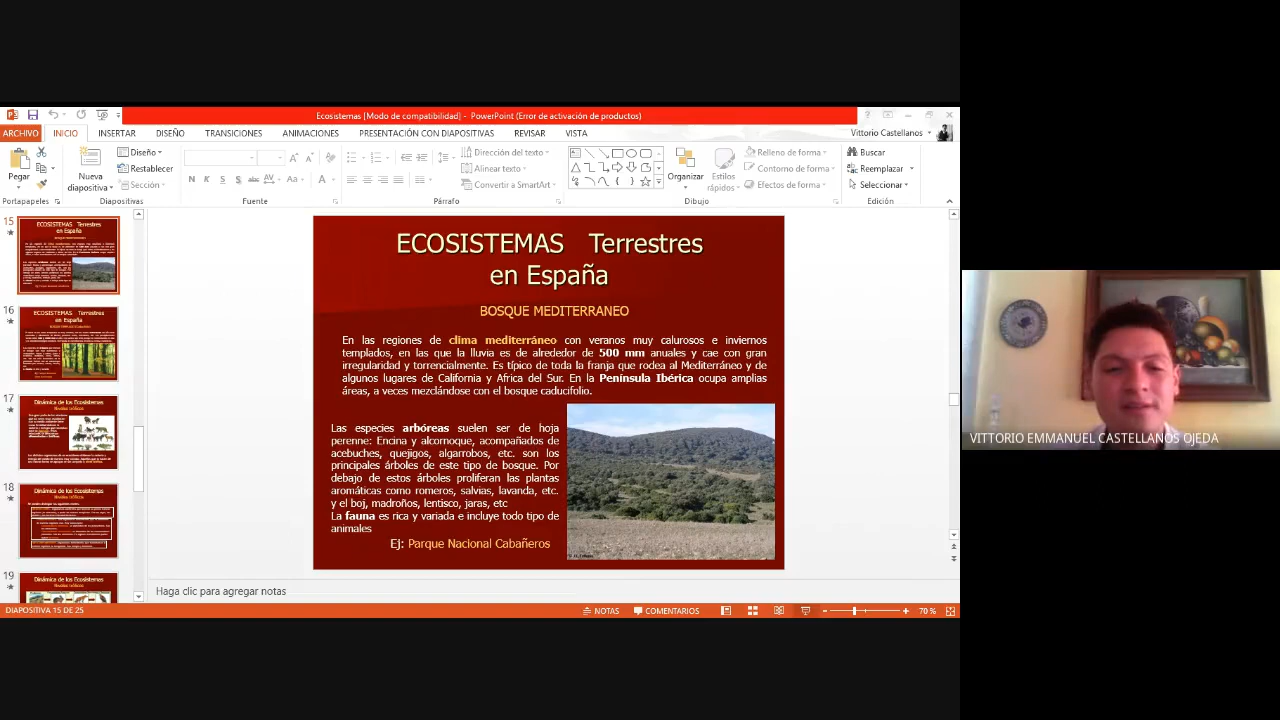 Ecosistemas [Modo de compatibilidad] - PowerPoint (Error de activación de productos)
ARCHIVO INICIO INSERTAR DISEÑO TRANSICIONES ANIMACIONES PRESENTACIÓN CON DIAPOSITIVAS REVISAR VISTA Vittorio Castellanos
Pegar
Nueva diapositiva
Diseño
Restablecer
Sección
N K S S abc AV Aa A
Dirección del texto
Alinear texto
Convertir a SmartArt
Organizar
Estilos rápidos
Relleno de forma
Contorno de forma
Efectos de forma
Buscar
Reemplazar
Seleccionar
Portapapeles Diapositivas Fuente Párrafo Dibujo Edición
15
ECOSISTEMAS Terrestres
en España
16
ECOSISTEMAS Terrestres
en España
17
Dinámica de los Ecosistemas
18
Dinámica de los Ecosistemas
19
Dinámica de los Ecosistemas
ECOSISTEMAS Terrestres
en España
BOSQUE MEDITERRANEO
En las regiones de clima mediterráneo con veranos muy calurosos e inviernos
templados, en las que la lluvia es de alrededor de 500 mm anuales y cae con gran
irregularidad y torrencialmente. Es típico de toda la franja que rodea al Mediterráneo y de
algunos lugares de California y Africa del Sur. En la Península Ibérica ocupa amplias
áreas, a veces mezclándose con el bosque caducifolio.
Las especies arbóreas suelen ser de hoja
perenne: Encina y alcornoque, acompañados de
acebuches, quejigos, algarrobos, etc. son los
principales árboles de este tipo de bosque. Por
debajo de estos árboles proliferan las plantas
aromáticas como romeros, salvias, lavanda, etc.
y el boj, madroños, lentisco, jaras, etc
La fauna es rica y variada e incluye todo tipo de
animales
Ej: Parque Nacional Cabañeros
Haga clic para agregar notas
DIAPOSITIVA 15 DE 25 NOTAS COMENTARIOS 70 %
VITTORIO EMMANUEL CASTELLANOS OJEDA